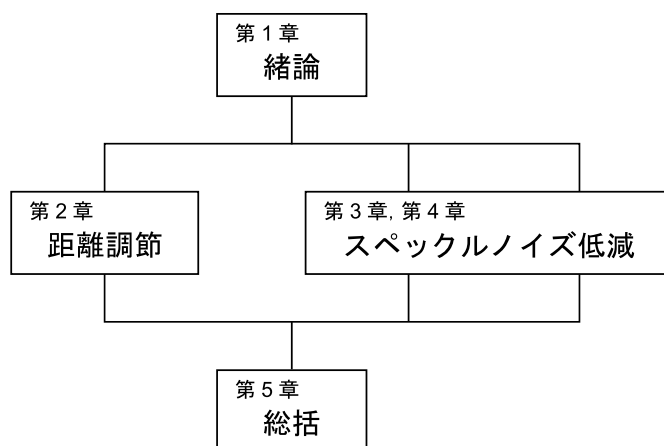 第1章
緒論
第2章
距離調節
第3章, 第4章
スペックルノイズ低減
第5章
総括